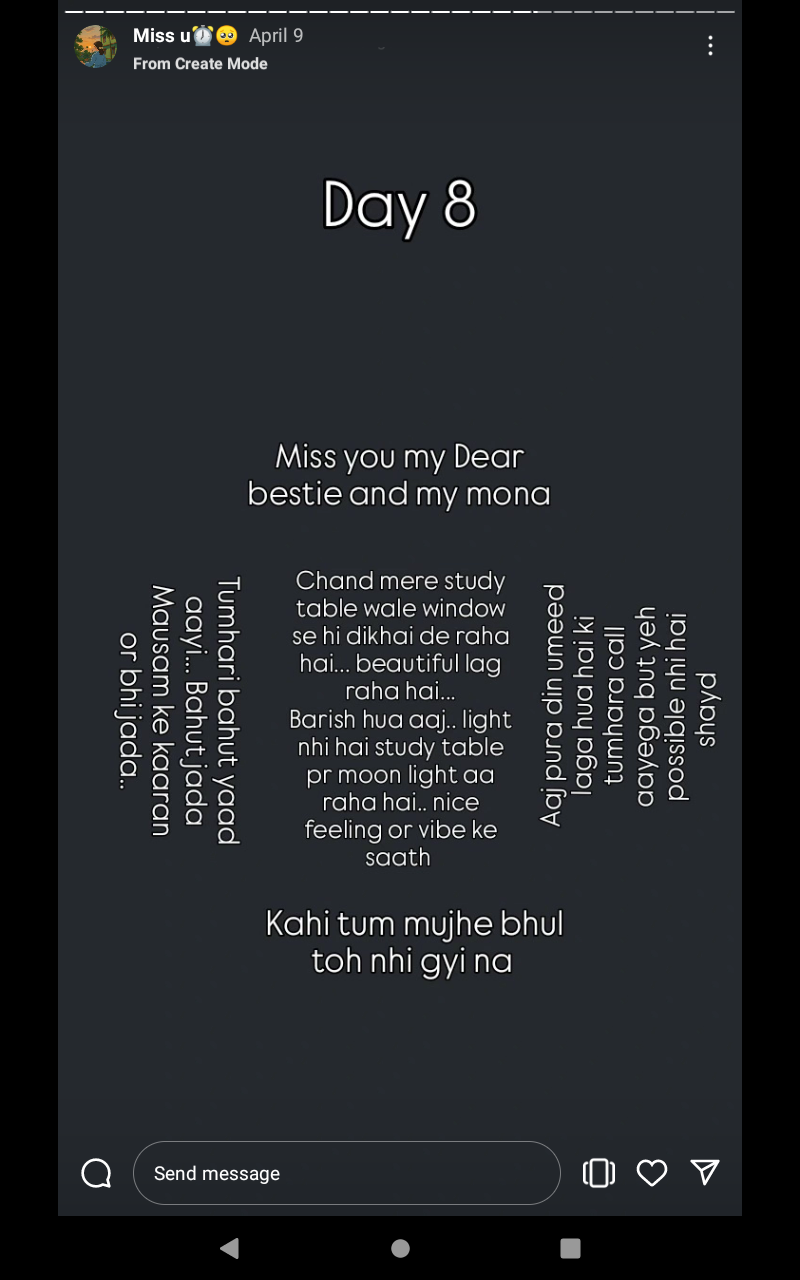 Miss u⏰🥺 April 9
From Create Mode
Day 8
Miss you my Dear
bestie and my mona
Tumhari bahut yaad
aayi... Bahut jada
Mausam ke kaaran
or bhi jada..
Chand mere study
table wale window
se hi dikhai de raha
hai... beautiful lag
raha hai...
Barish hua aaj.. light
nhi hai study table
pr moon light aa
raha hai.. nice
feeling or vibe ke
saath
Aaj pura din umeed
laga hua hai ki
tumhara call
aayega but yeh
possible nhi hai
shayd
Kahi tum mujhe bhul
toh nhi gyi na
Send message